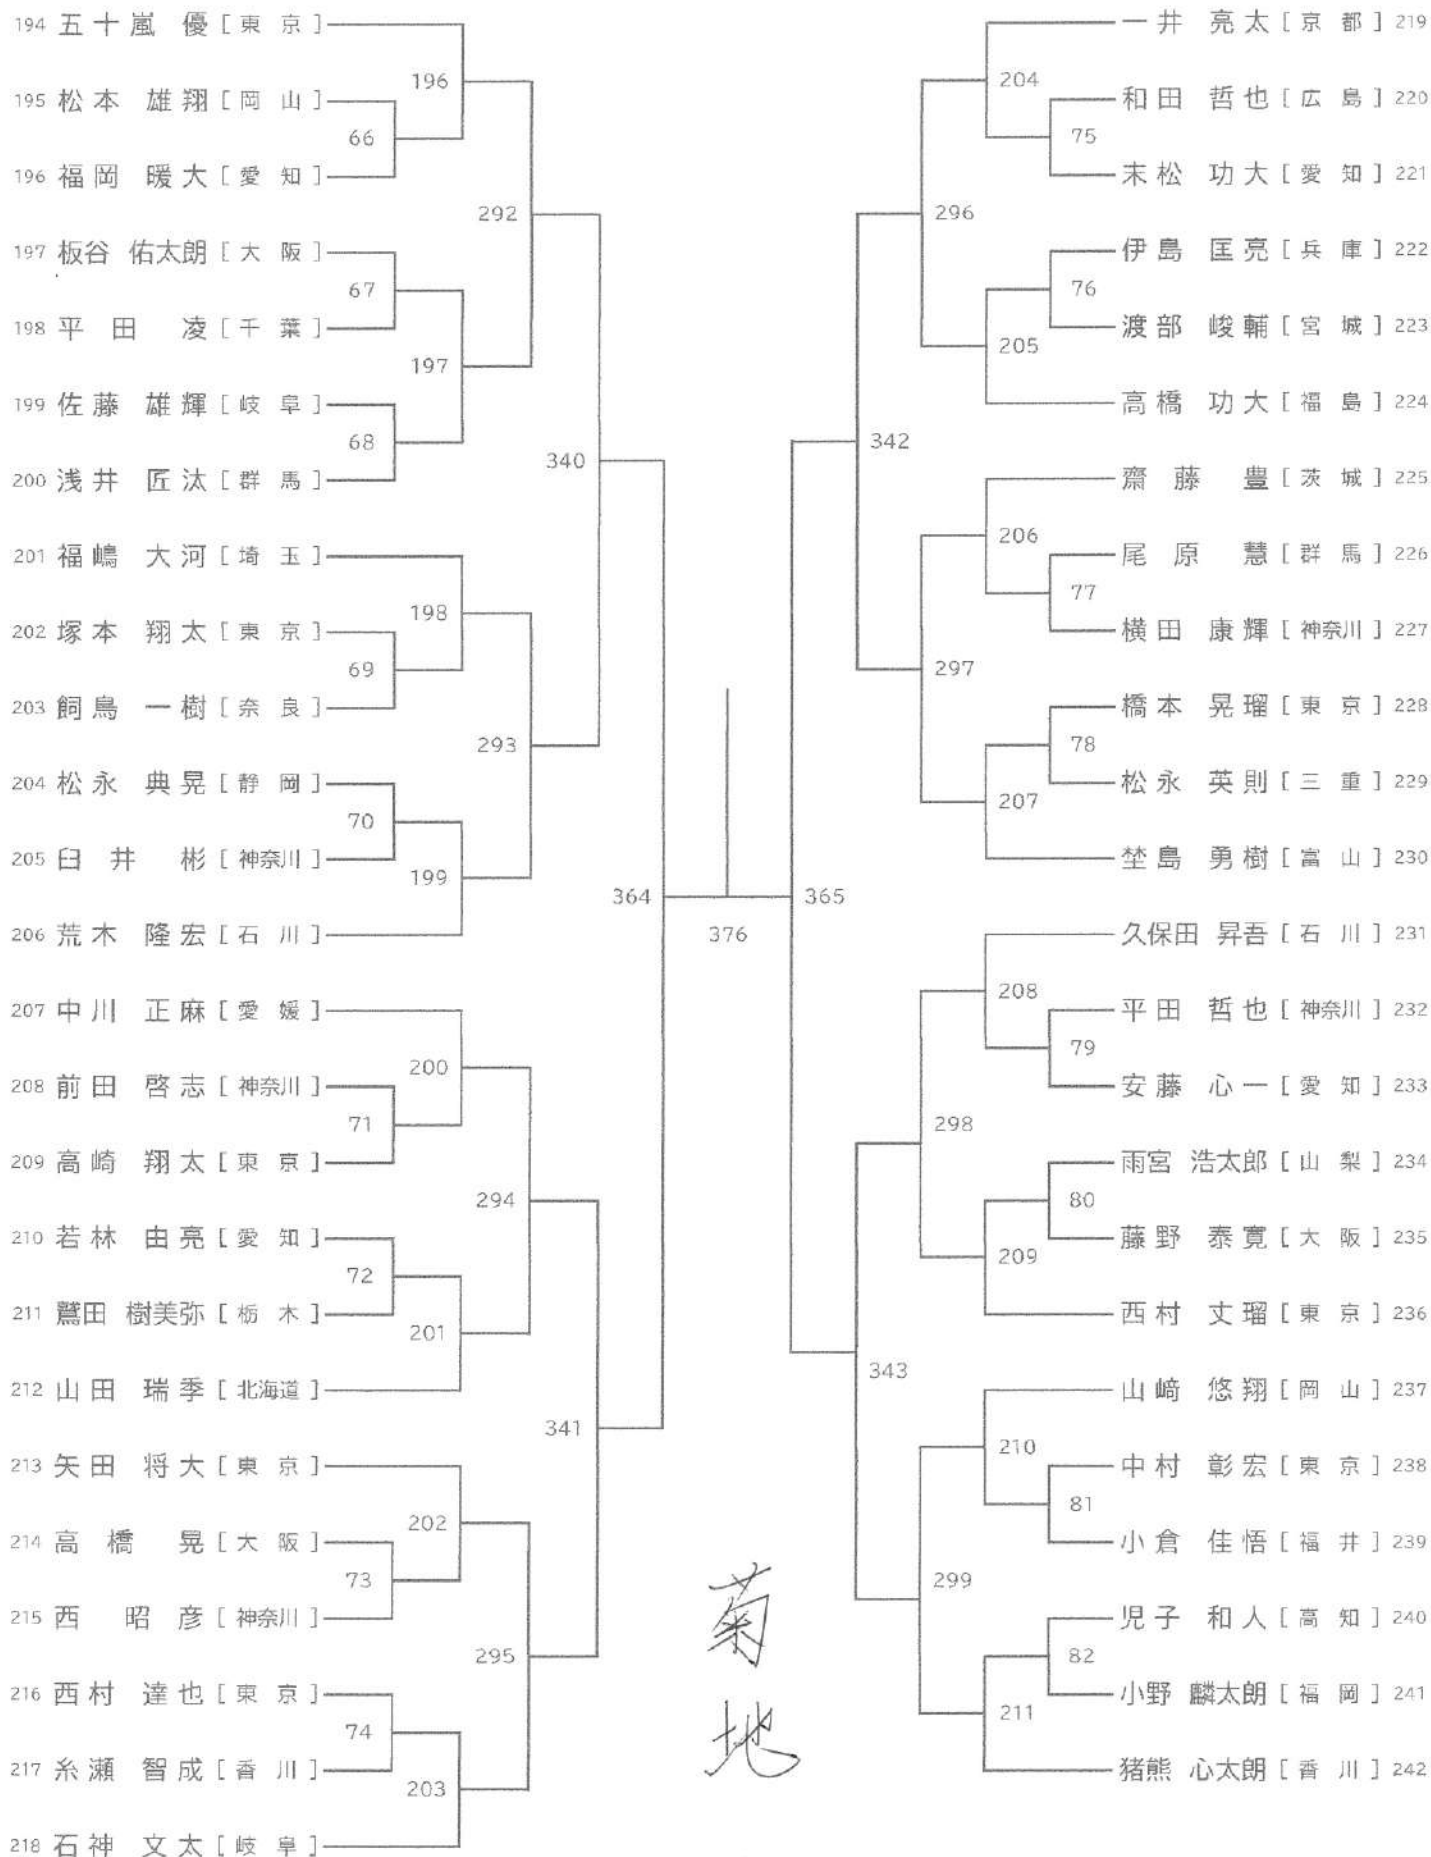 194 五十嵐 優 [東京]
196
195 松本 雄翔 [岡山]
66
196 福岡 暖大 [愛知]
292
197 板谷 佑太朗 [大阪]
67
198 平田 凌 [千葉]
197
199 佐藤 雄輝 [岐阜]
68
200 浅井 匠汰 [群馬]
340
201 福嶋 大河 [埼玉]
198
202 塚本 翔太 [東京]
69
203 飼鳥 一樹 [奈良]
293
204 松永 典晃 [静岡]
70
205 臼井 彬 [神奈川]
199
206 荒木 隆宏 [石川]
364
207 中川 正麻 [愛媛]
200
208 前田 啓志 [神奈川]
71
209 高崎 翔太 [東京]
294
210 若林 由亮 [愛知]
72
211 鷲田 樹美弥 [栃木]
201
212 山田 瑞季 [北海道]
341
213 矢田 将大 [東京]
202
214 高橋 晃 [大阪]
73
215 西 昭彦 [神奈川]
295
216 西村 達也 [東京]
74
217 糸瀬 智成 [香川]
203
218 石神 文太 [岐阜]
376
菊地
一井 亮太 [京都] 219
204
和田 哲也 [広島] 220
75
末松 功大 [愛知] 221
296
伊島 匡亮 [兵庫] 222
76
渡部 峻輔 [宮城] 223
205
高橋 功大 [福島] 224
342
齋藤 豊 [茨城] 225
206
尾原 慧 [群馬] 226
77
横田 康輝 [神奈川] 227
297
橋本 晃瑠 [東京] 228
78
松永 英則 [三重] 229
207
埜島 勇樹 [富山] 230
365
久保田 昇吾 [石川] 231
208
平田 哲也 [神奈川] 232
79
安藤 心一 [愛知] 233
298
雨宮 浩太郎 [山梨] 234
80
藤野 泰寛 [大阪] 235
209
西村 丈瑠 [東京] 236
343
山﨑 悠翔 [岡山] 237
210
中村 彰宏 [東京] 238
81
小倉 佳悟 [福井] 239
299
児子 和人 [高知] 240
82
小野 麟太朗 [福岡] 241
211
猪熊 心太朗 [香川] 242